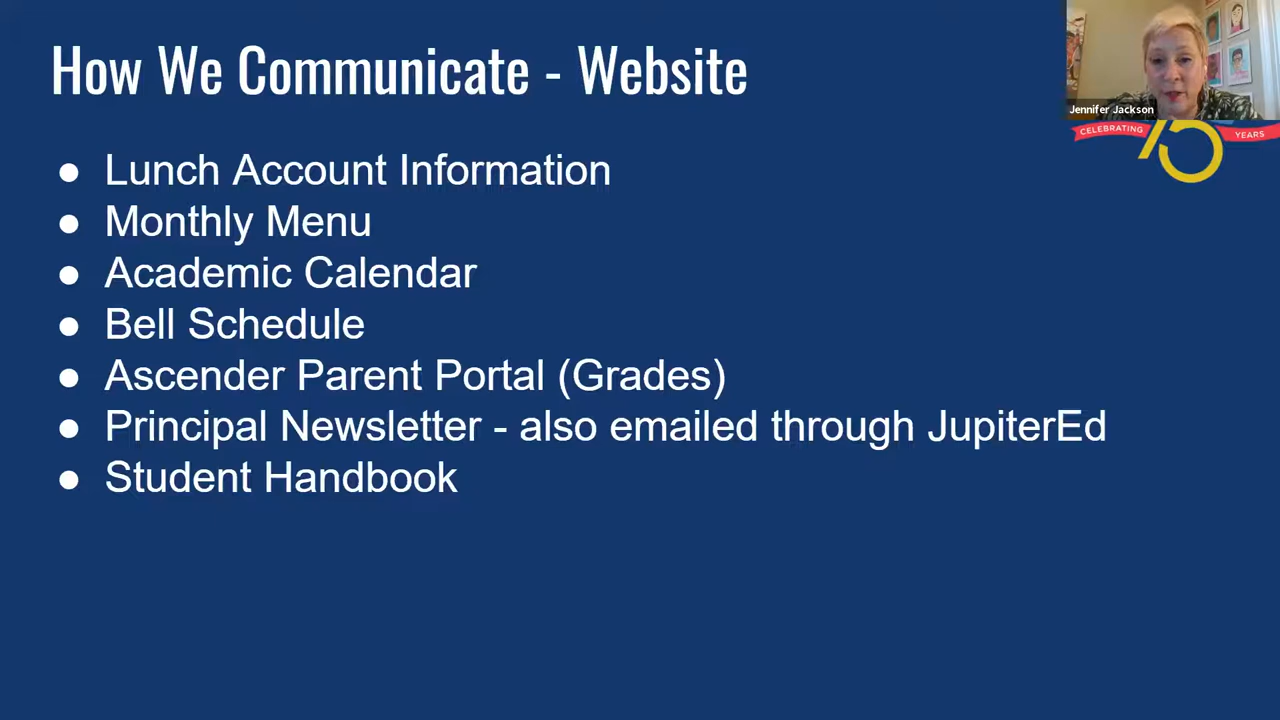 How We Communicate - Website
Jennifer Jackson
CELEBRATING 75 YEARS
● Lunch Account Information
● Monthly Menu
● Academic Calendar
● Bell Schedule
● Ascender Parent Portal (Grades)
● Principal Newsletter - also emailed through JupiterEd
● Student Handbook